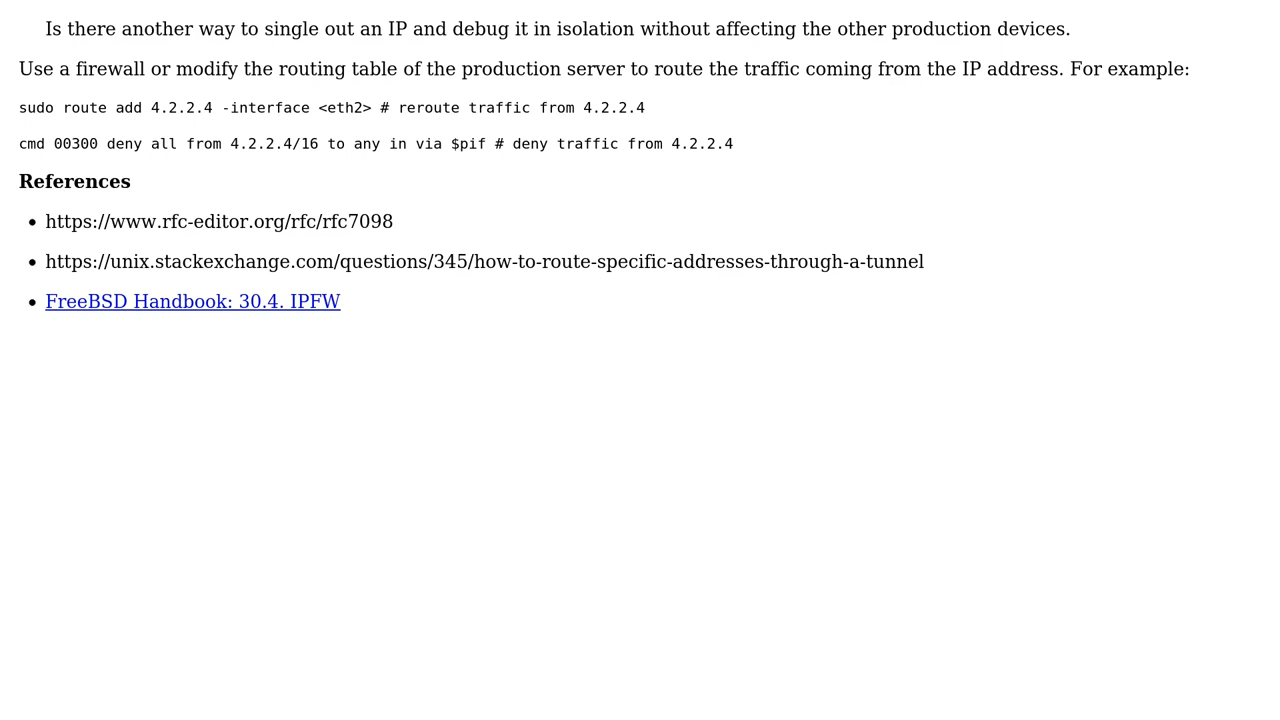 Is there another way to single out an IP and debug it in isolation without affecting the other production devices.
Use a firewall or modify the routing table of the production server to route the traffic coming from the IP address. For example:
sudo route add 4.2.2.4 -interface <eth2> # reroute traffic from 4.2.2.4
cmd 00300 deny all from 4.2.2.4/16 to any in via $pif # deny traffic from 4.2.2.4
References
• https://www.rfc-editor.org/rfc/rfc7098
• https://unix.stackexchange.com/questions/345/how-to-route-specific-addresses-through-a-tunnel
• FreeBSD Handbook: 30.4. IPFW